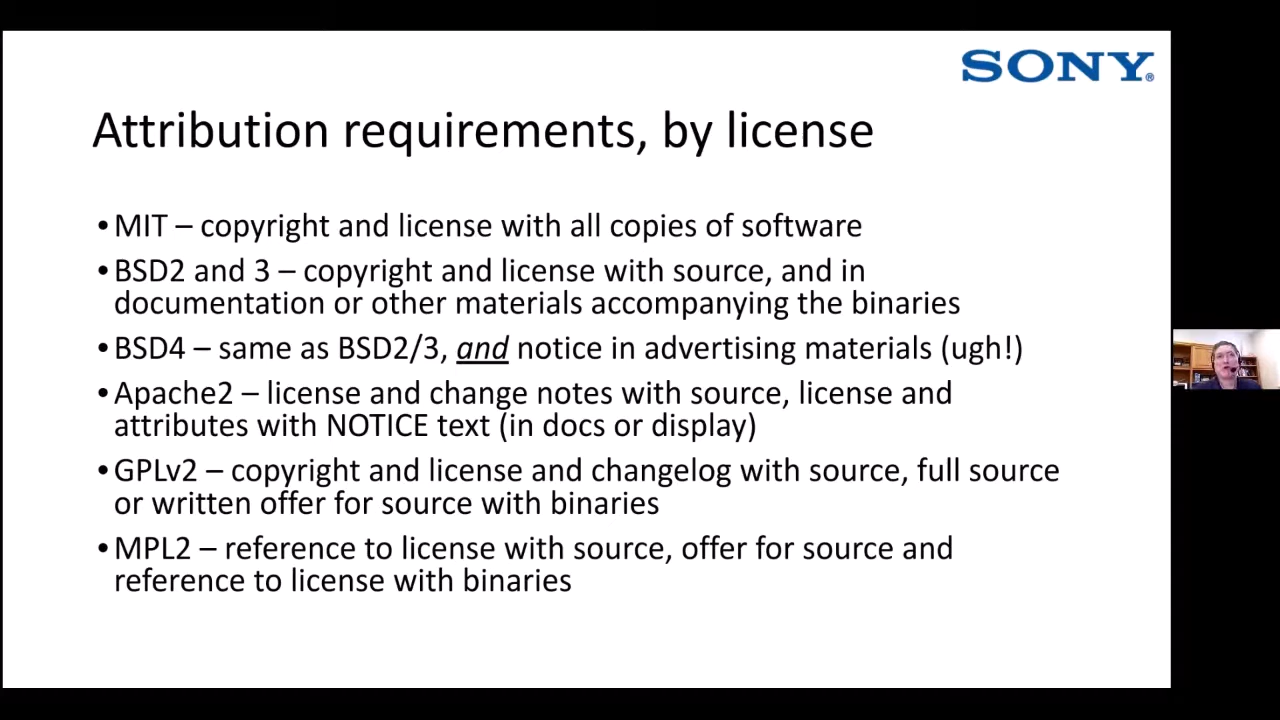 SONY®
Attribution requirements, by license
•MIT – copyright and license with all copies of software
•BSD2 and 3 – copyright and license with source, and in
documentation or other materials accompanying the binaries
•BSD4 – same as BSD2/3, and notice in advertising materials (ugh!)
•Apache2 – license and change notes with source, license and
attributes with NOTICE text (in docs or display)
•GPLv2 – copyright and license and changelog with source, full source
or written offer for source with binaries
•MPL2 – reference to license with source, offer for source and
reference to license with binaries